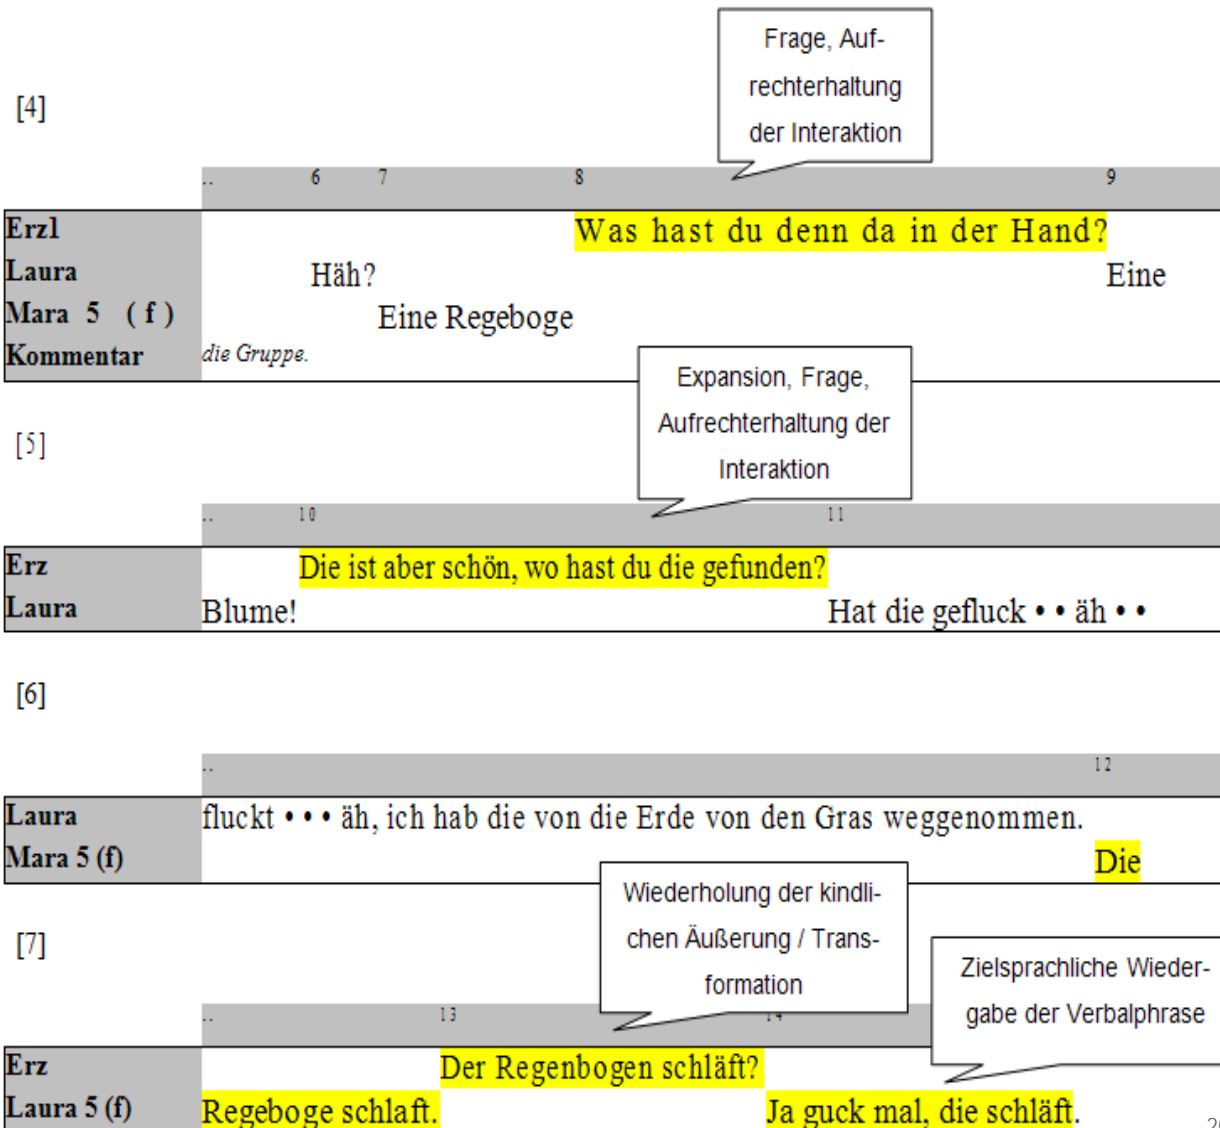 Frage, Auf-
rechterhaltung
der Interaktion
[4]
.. 6 7 8 9
Erz1 Was hast du denn da in der Hand?
Laura Häh? Eine
Mara 5 (f) Eine Regeboge
Kommentar die Gruppe.
Expansion, Frage,
Aufrechterhaltung der
Interaktion
[5]
.. 10 11
Erz Die ist aber schön, wo hast du die gefunden?
Laura Blume! Hat die gefluck • • äh • •
[6]
.. 12
Laura fluckt • • • äh, ich hab die von die Erde von den Gras weggenommen.
Mara 5 (f) Die
Wiederholung der kindli-
chen Äußerung / Trans-
formation
[7]
Zielsprachliche Wieder-
gabe der Verbalphrase
.. 13 14
Erz Der Regenbogen schläft?
Laura 5 (f) Regeboge schlaft. Ja guck mal, die schläft.